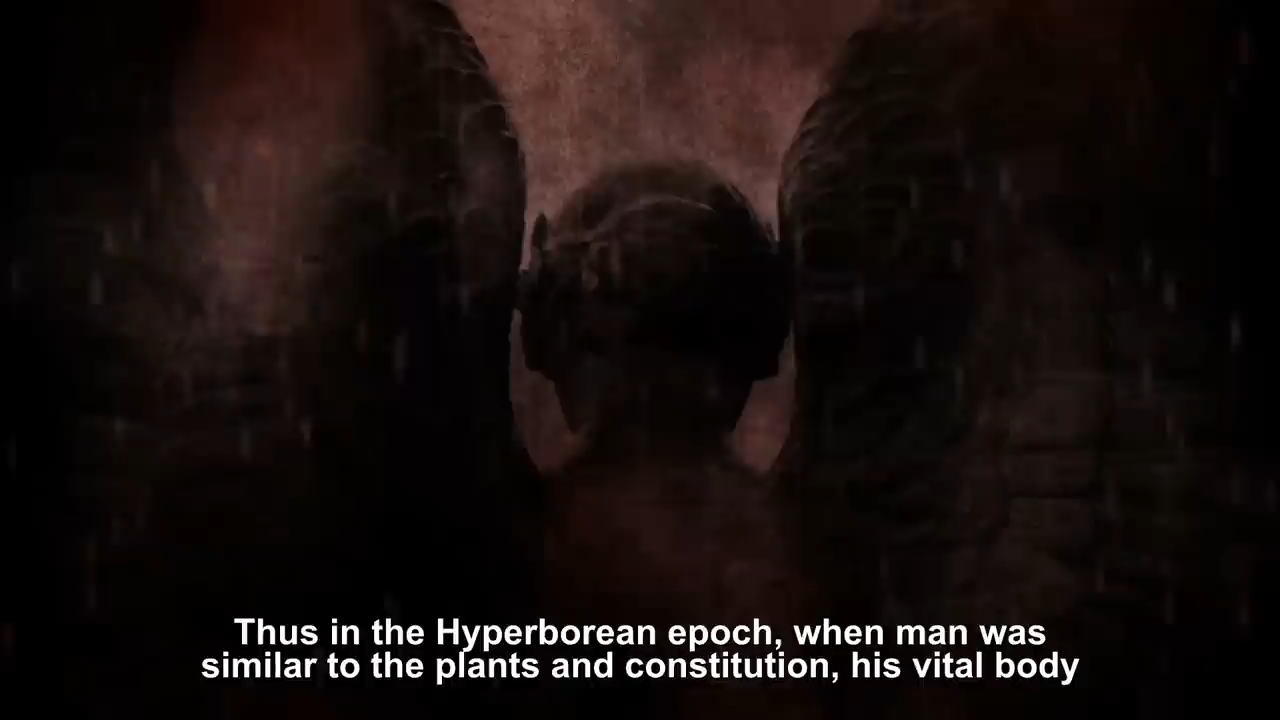 Thus in the Hyperborean epoch, when man was
similar to the plants and constitution, his vital body